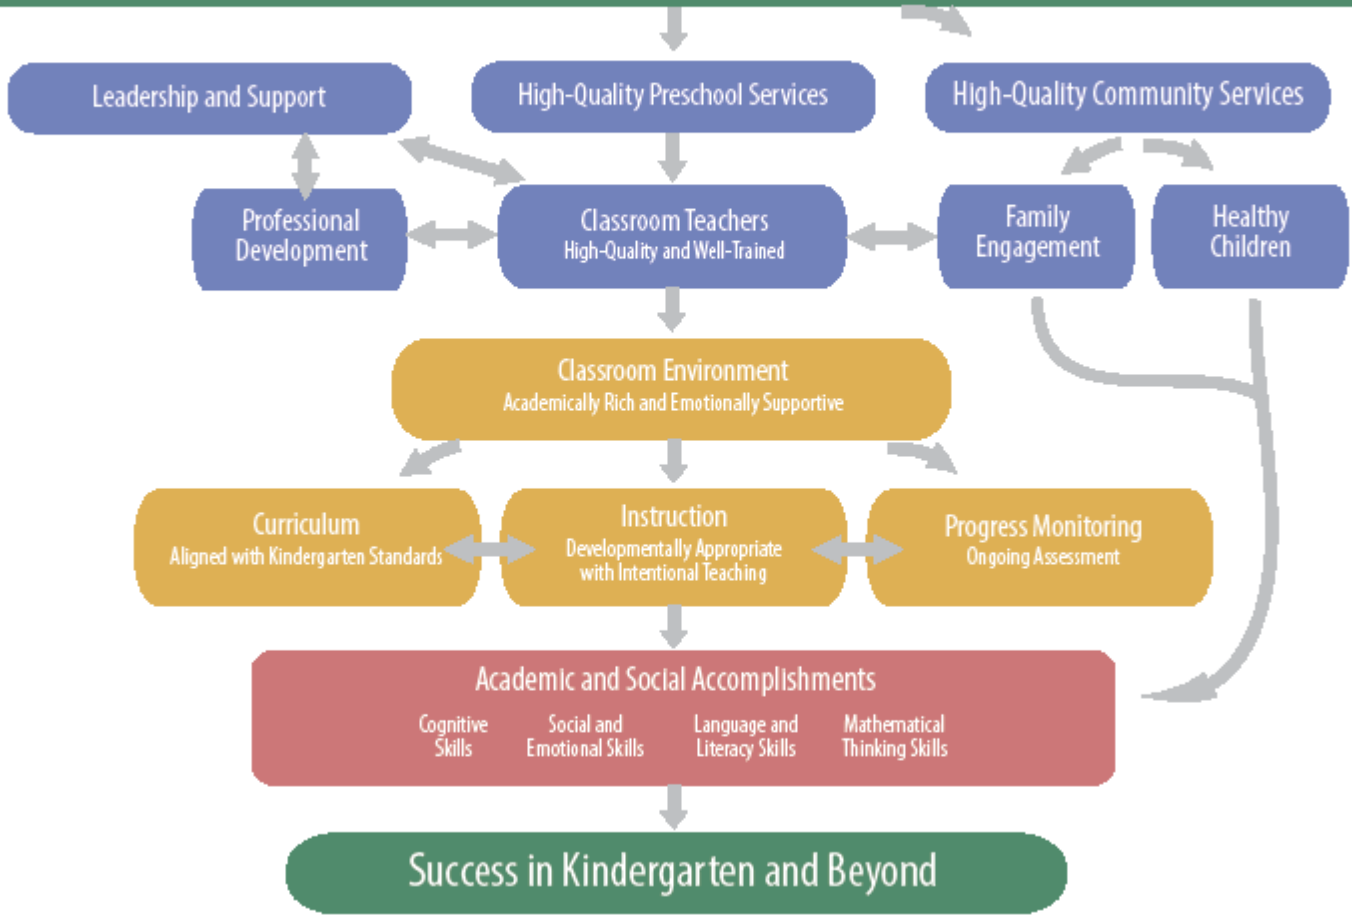 Leadership and Support
High-Quality Preschool Services
High-Quality Community Services
Professional
Development
Classroom Teachers
High-Quality and Well-Trained
Family
Engagement
Healthy
Children
Classroom Environment
Academically Rich and Emotionally Supportive
Curriculum
Aligned with Kindergarten Standards
Instruction
Developmentally Appropriate
with Intentional Teaching
Progress Monitoring
Ongoing Assessment
Academic and Social Accomplishments
Cognitive
Skills
Social and
Emotional Skills
Language and
Literacy Skills
Mathematical
Thinking Skills
Success in Kindergarten and Beyond